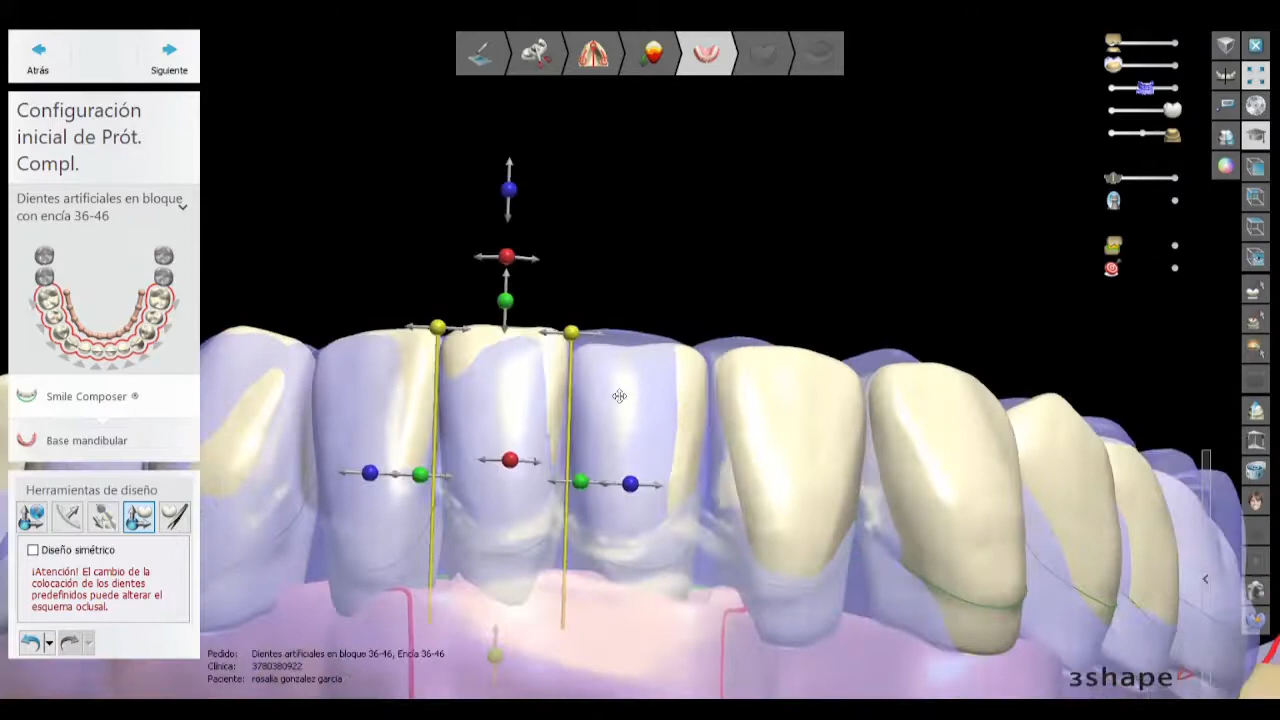 Atrás
Siguiente
Configuración
inicial de Prót.
Compl.
Dientes artificiales en bloque
con encía 36-46
Smile Composer ®
Base mandibular
Herramientas de diseño
Diseño simétrico
¡Atención! El cambio de la
colocación de los dientes
predefinidos puede alterar el
esquema oclusal.
Pedido: Dientes artificiales en bloque 36-46, Encía 36-46
Clínica: 3780380922
Paciente: rosalia gonzalez garcia
3shape